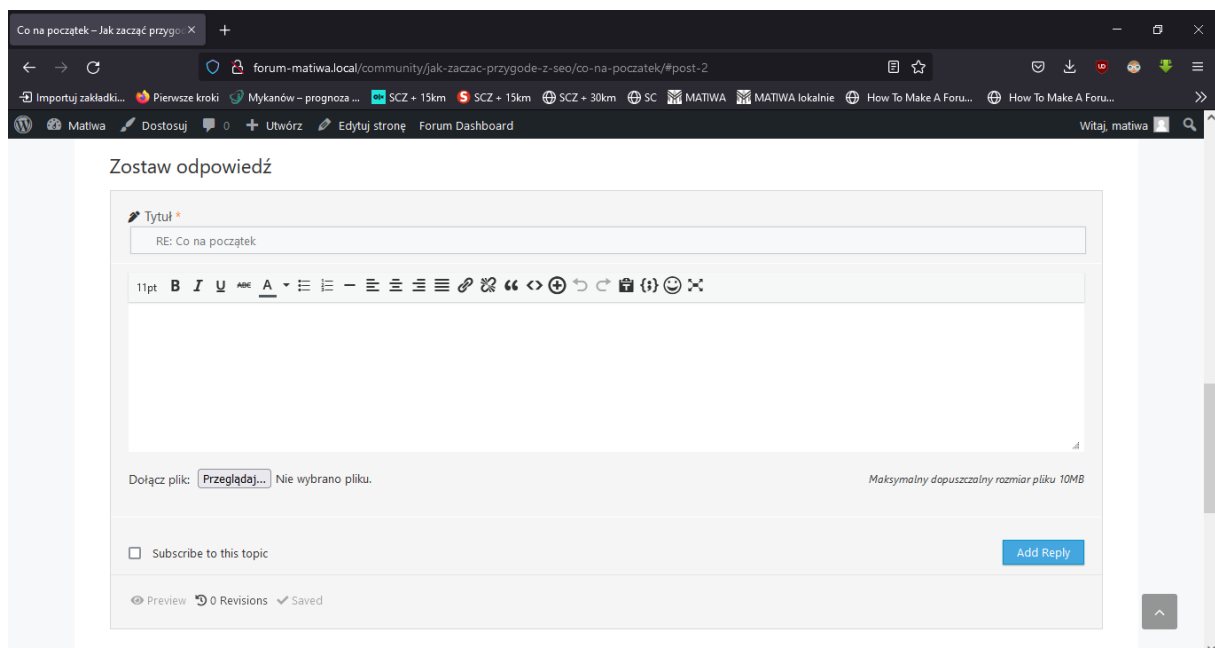 Co na początek – Jak zacząć przygod
forum-matiwa.local/community/jak-zaczac-przygode-z-seo/co-na-poczatek/#post-2
Importuj zakładki... Pierwsze kroki Mykanów – prognoza ... SCZ + 15km SCZ + 15km SCZ + 30km SC MATIWA MATIWA lokalnie How To Make A Foru... How To Make A Foru...
Matiwa Dostosuj 0 Utwórz Edytuj stronę Forum Dashboard Witaj, matiwa
Zostaw odpowiedź
Tytuł *
RE: Co na początek
11pt B I U ABC A
Dołącz plik: Przeglądaj... Nie wybrano pliku. Maksymalny dopuszczalny rozmiar pliku 10MB
Subscribe to this topic Add Reply
Preview 0 Revisions Saved